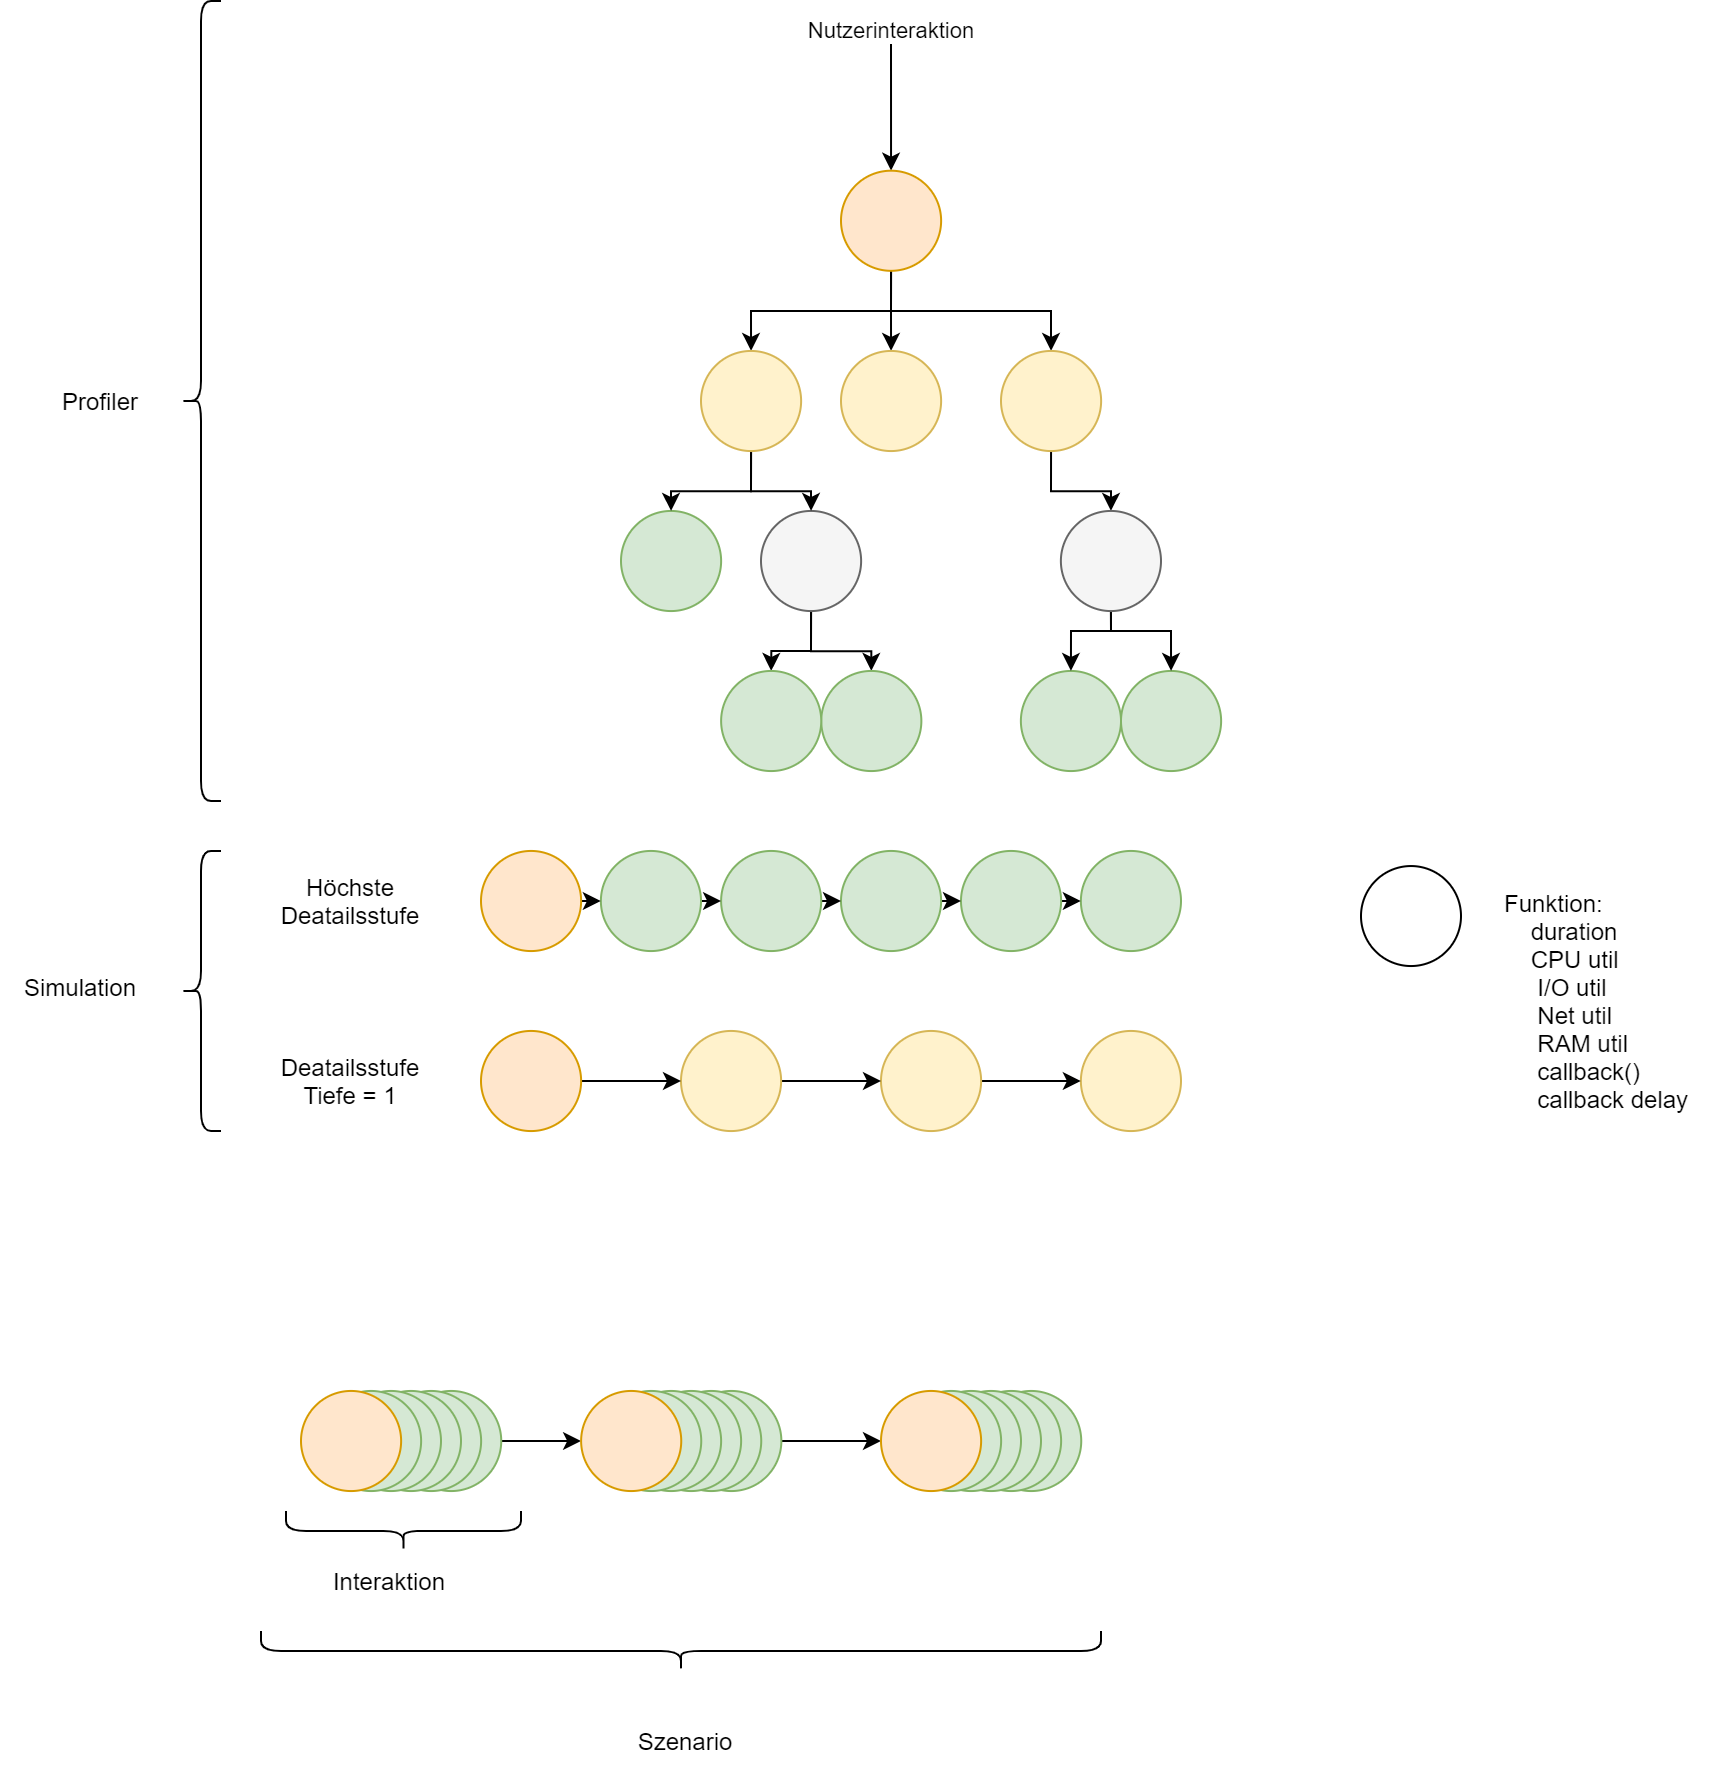 Nutzerinteraktion
Profiler
Höchste
Deatailsstufe
Simulation
Deatailsstufe
Tiefe = 1
Funktion:
duration
CPU util
I/O util
Net util
RAM util
callback()
callback delay
Interaktion
Szenario